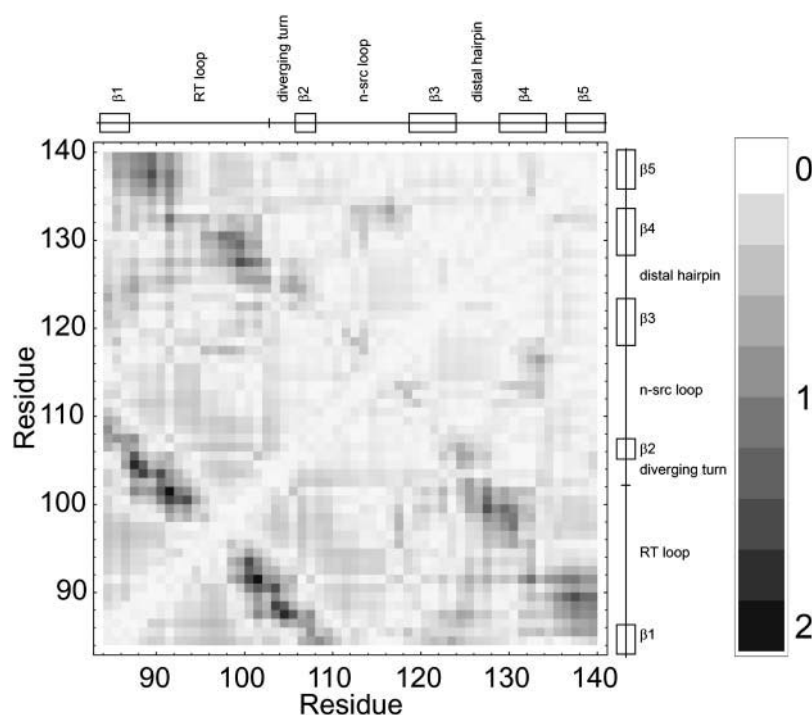 β1
RT loop
diverging turn
β2
n-src loop
β3
distal hairpin
β4
β5
140
130
120
110
100
90
Residue
90
100
110
120
130
140
Residue
β5
β4
distal hairpin
β3
n-src loop
β2
diverging turn
RT loop
β1
0
1
2